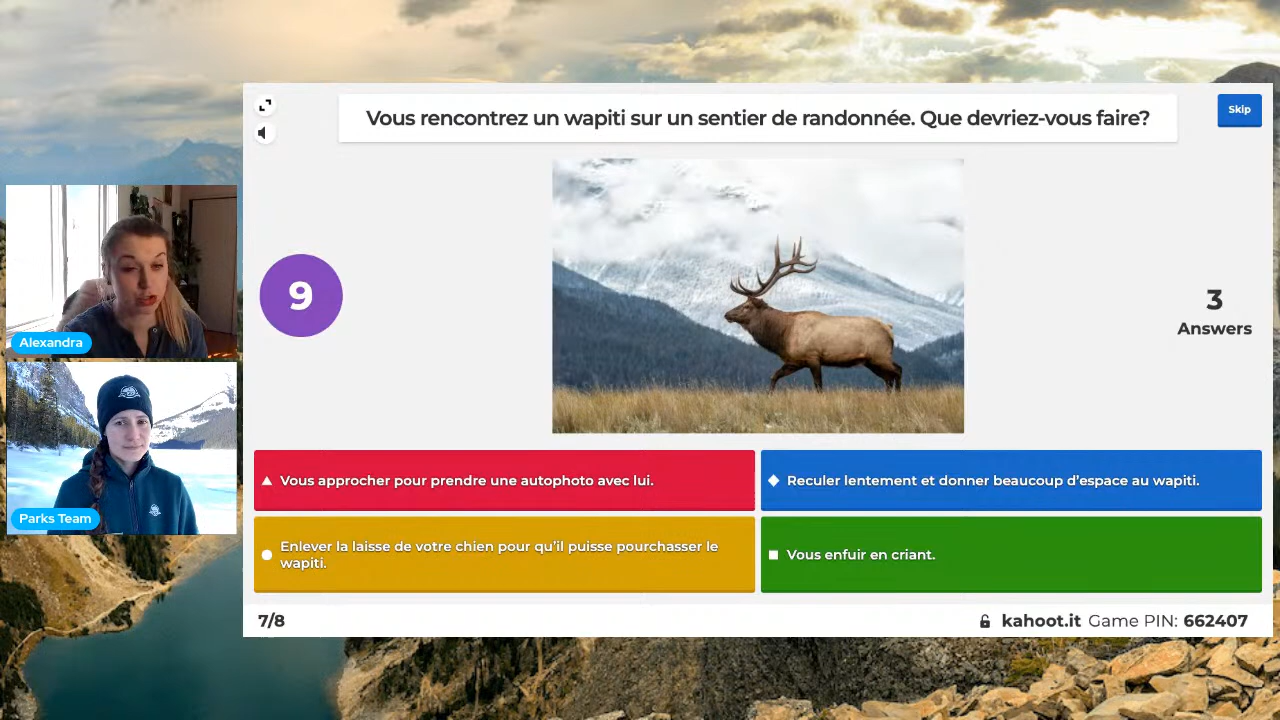 Vous rencontrez un wapiti sur un sentier de randonnée. Que devriez-vous faire?
Skip
9
3
Answers
Alexandra
Parks Team
Vous approcher pour prendre une autophoto avec lui.
Reculer lentement et donner beaucoup d'espace au wapiti.
Enlever la laisse de votre chien pour qu'il puisse pourchasser le
wapiti.
Vous enfuir en criant.
7/8
kahoot.it Game PIN: 662407